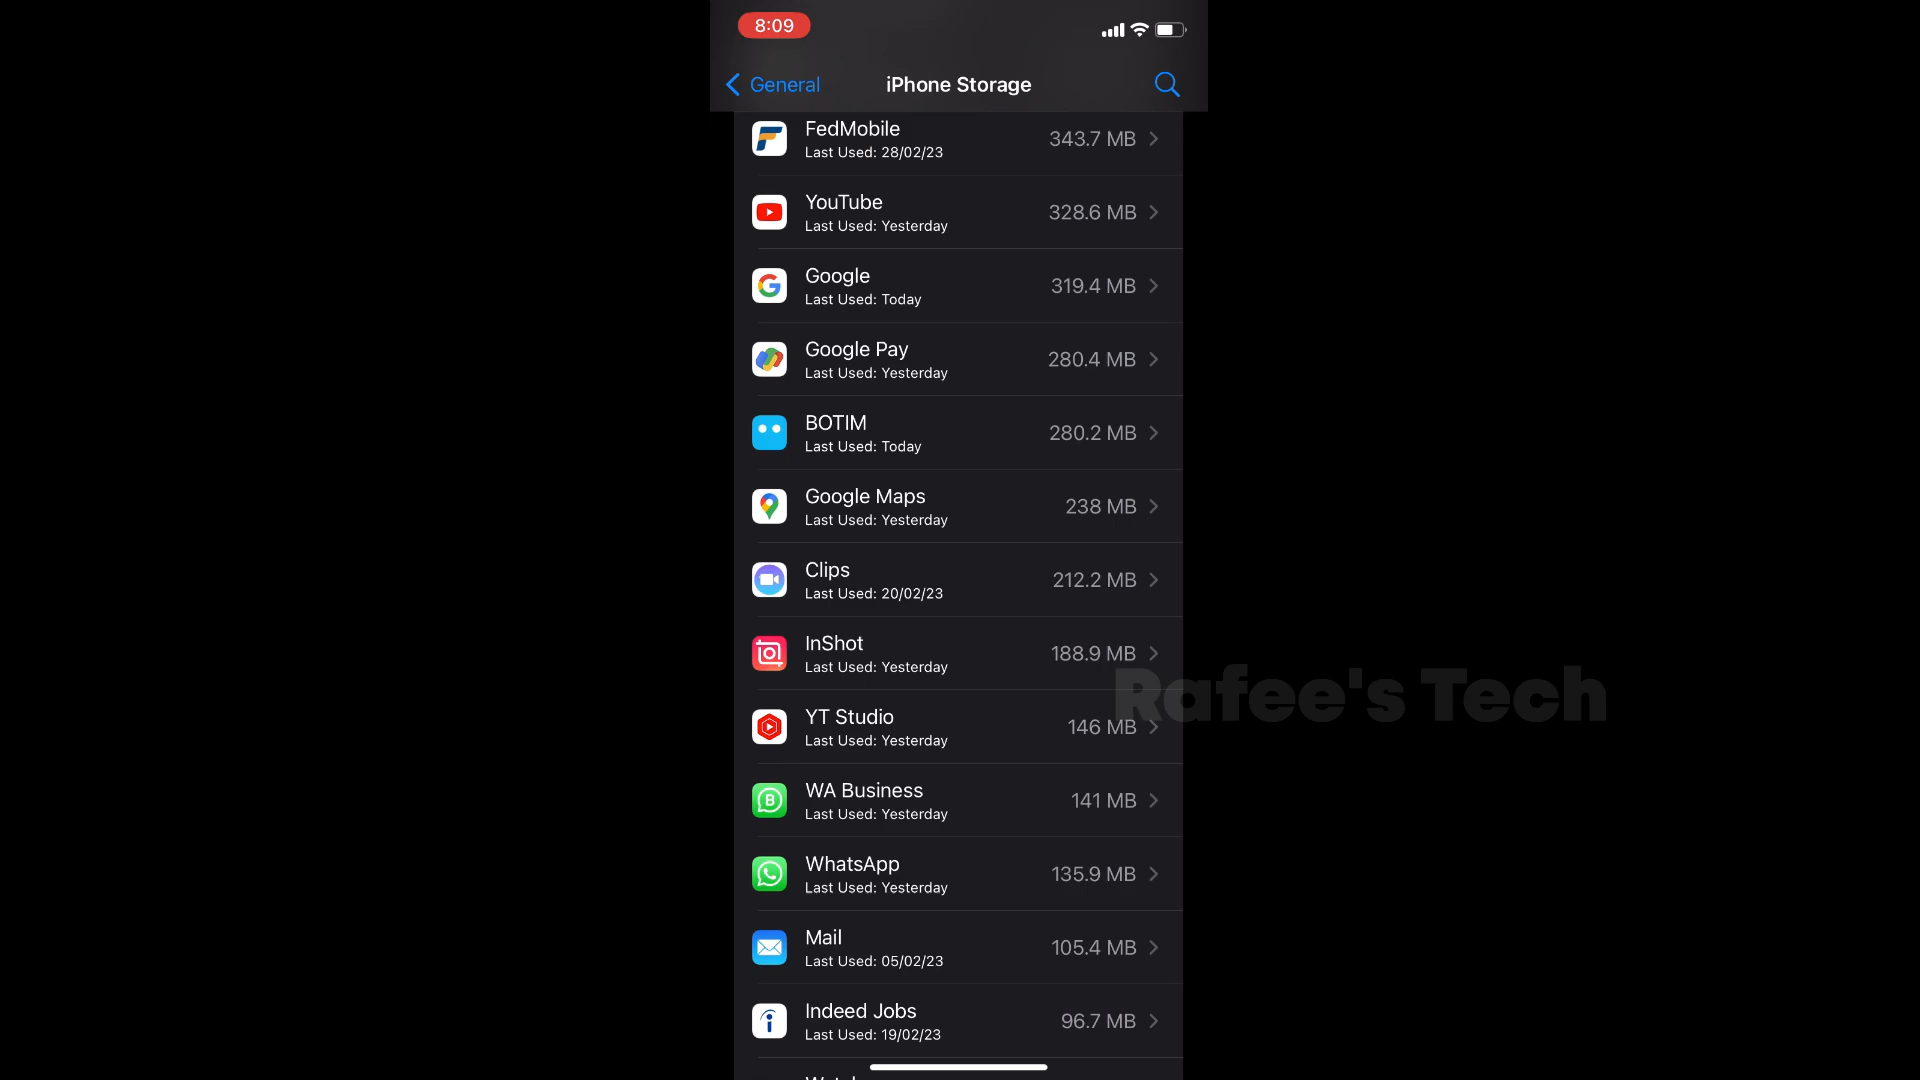 8:09
General
iPhone Storage
FedMobile
343.7 MB
Last Used: 28/02/23
YouTube
328.6 MB
Last Used: Yesterday
Google
319.4 MB
Last Used: Today
Google Pay
280.4 MB
Last Used: Yesterday
BOTIM
280.2 MB
Last Used: Today
Google Maps
238 MB
Last Used: Yesterday
Clips
212.2 MB
Last Used: 20/02/23
InShot
188.9 MB
Last Used: Yesterday
Rafee's Tech
YT Studio
146 MB
Last Used: Yesterday
WA Business
141 MB
Last Used: Yesterday
WhatsApp
135.9 MB
Last Used: Yesterday
Mail
105.4 MB
Last Used: 05/02/23
Indeed Jobs
96.7 MB
Last Used: 19/02/23